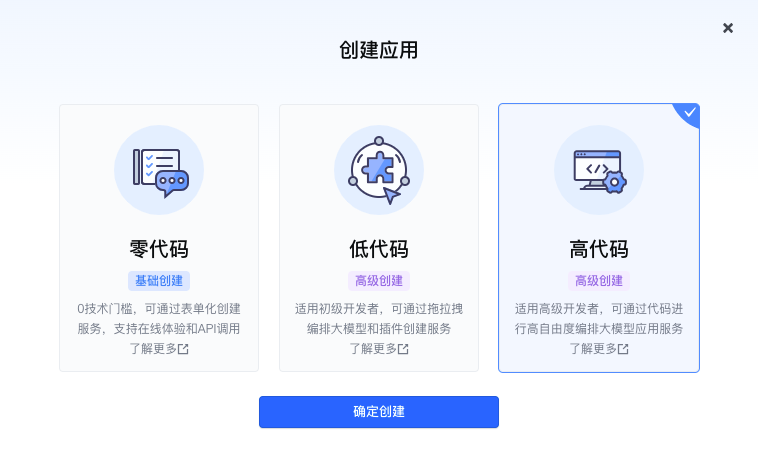 创建应用
零代码
基础创建
0技术门槛，可通过表单化创建
服务，支持在线体验和API调用
了解更多
低代码
高级创建
适用初级开发者，可通过拖拉拽
编排大模型和插件创建服务
了解更多
高代码
高级创建
适用高级开发者，可通过代码进
行高自由度编排大模型应用服务
了解更多
确定创建